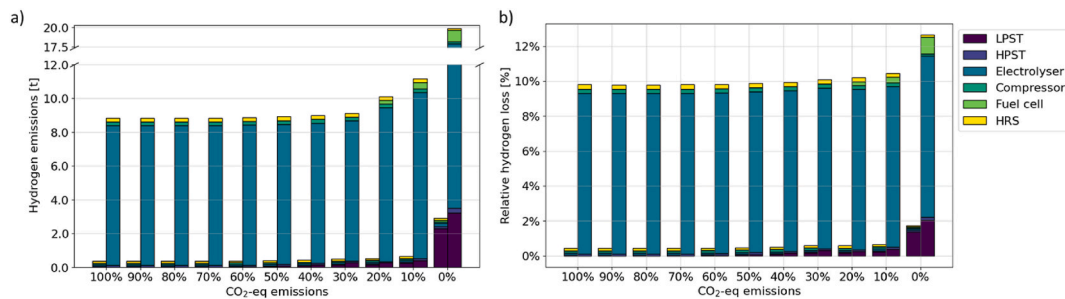 a)
Hydrogen emissions [t]
20.0
17.5
12.0
10.0
8.0
6.0
4.0
2.0
0.0
100% 90% 80% 70% 60% 50% 40% 30% 20% 10% 0%
CO₂-eq emissions
b)
Relative hydrogen loss [%]
12%
10%
8%
6%
4%
2%
0%
100% 90% 80% 70% 60% 50% 40% 30% 20% 10% 0%
CO₂-eq emissions
LPST
HPST
Electrolyser
Compressor
Fuel cell
HRS